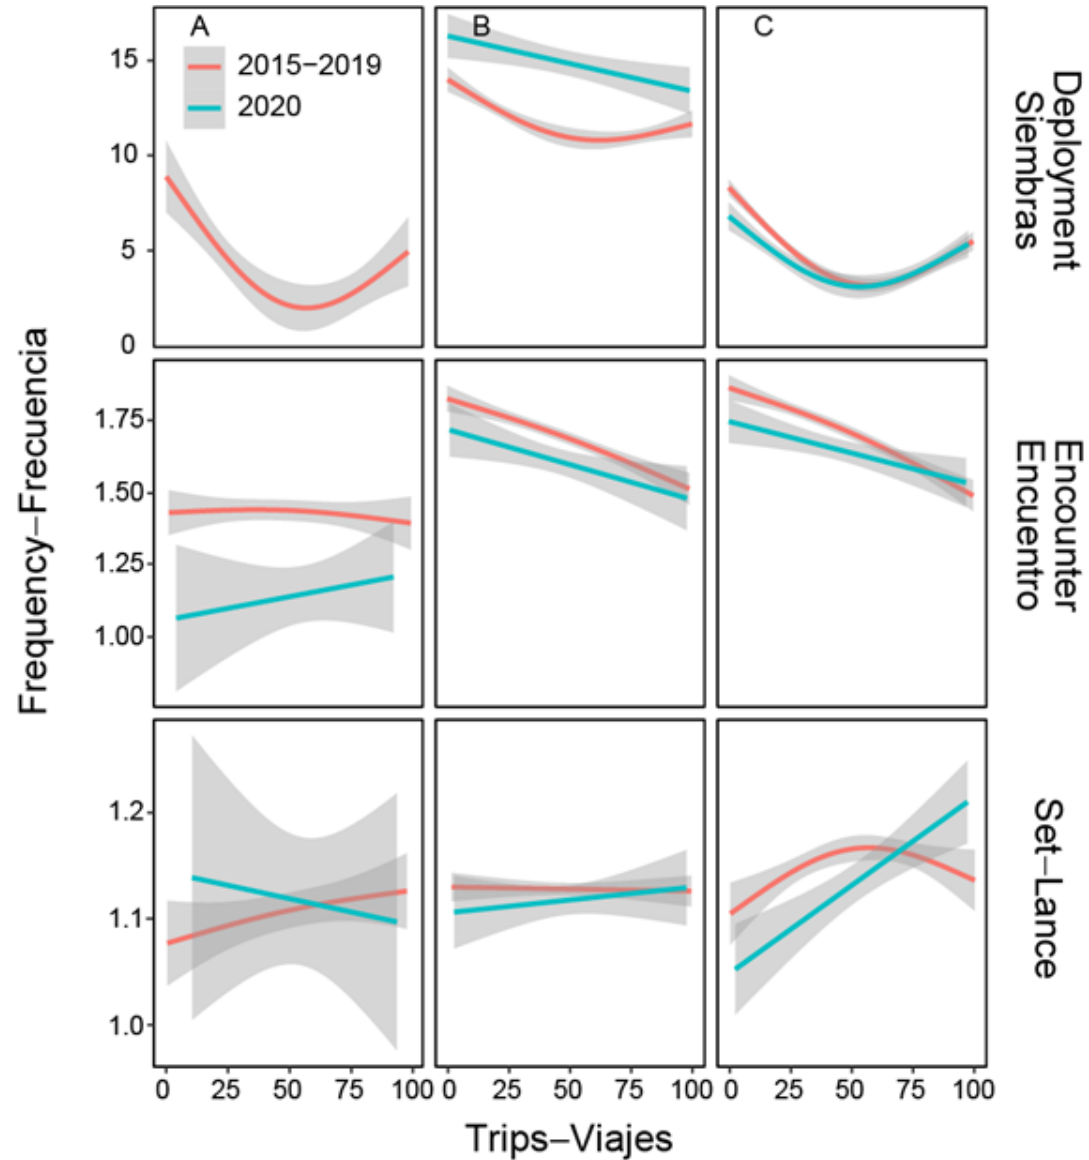 A
B
C
2015−2019
2020
15
10
5
0
Deployment
Siembras
1.75
1.50
1.25
1.00
Encounter
Encuentro
1.2
1.1
1.0
Set−Lance
Frequency−Frecuencia
0 25 50 75 100
0 25 50 75 100
0 25 50 75 100
Trips−Viajes